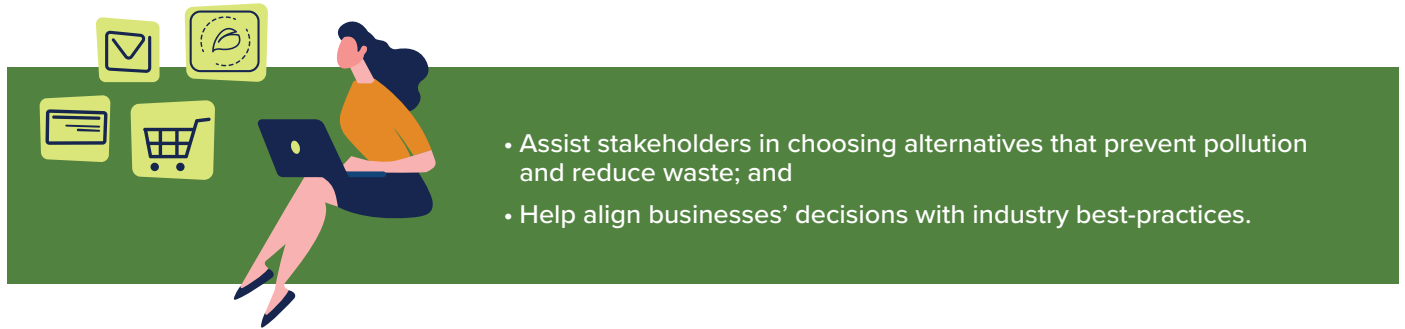 • Assist stakeholders in choosing alternatives that prevent pollution
and reduce waste; and
• Help align businesses’ decisions with industry best-practices.